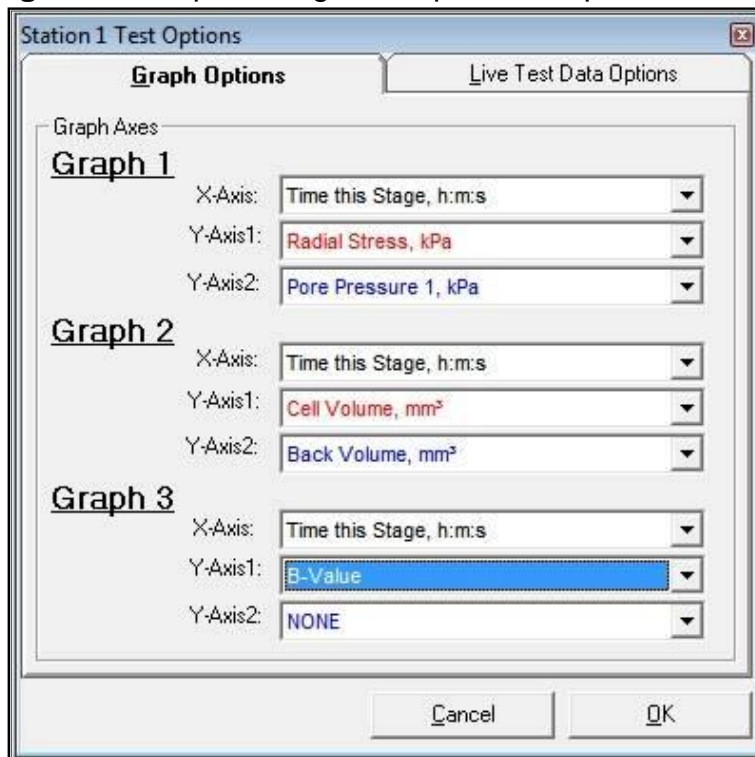 Station 1 Test Options
Graph Options
Live Test Data Options
Graph Axes
Graph 1
X-Axis: Time this Stage, h:m:s
Y-Axis1: Radial Stress, kPa
Y-Axis2: Pore Pressure 1, kPa
Graph 2
X-Axis: Time this Stage, h:m:s
Y-Axis1: Cell Volume, mm³
Y-Axis2: Back Volume, mm³
Graph 3
X-Axis: Time this Stage, h:m:s
Y-Axis1: B-Value
Y-Axis2: NONE
Cancel
OK